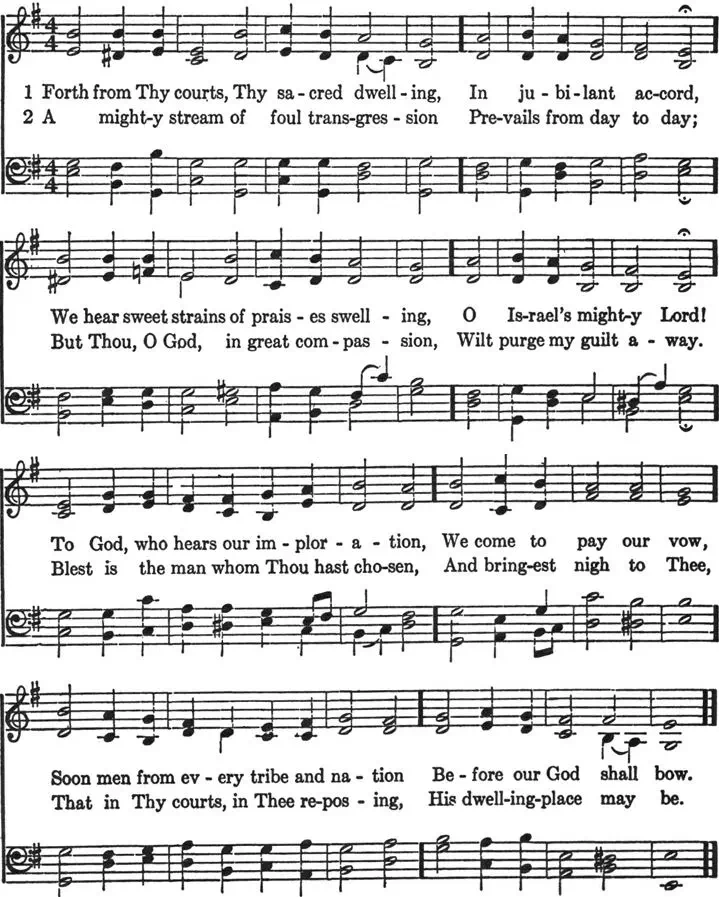 4 4
1 Forth from Thy courts, Thy sa - cred dwell - ing, In ju - bi - lant ac - cord,
2 A might - y stream of foul trans - gres - sion Pre - vails from day to day;
4 4
We hear sweet strains of prais - es swell - ing, O Is - rael's might - y Lord!
But Thou, O God, in great com - pas - sion, Wilt purge my guilt a - way.
To God, who hears our im - plor - a - tion, We come to pay our vow,
Blest is the man whom Thou hast cho - sen, And bring - est nigh to Thee,
Soon men from ev - ery tribe and na - tion Be - fore our God shall bow.
That in Thy courts, in Thee re - pos - ing, His dwell - ing - place may be.